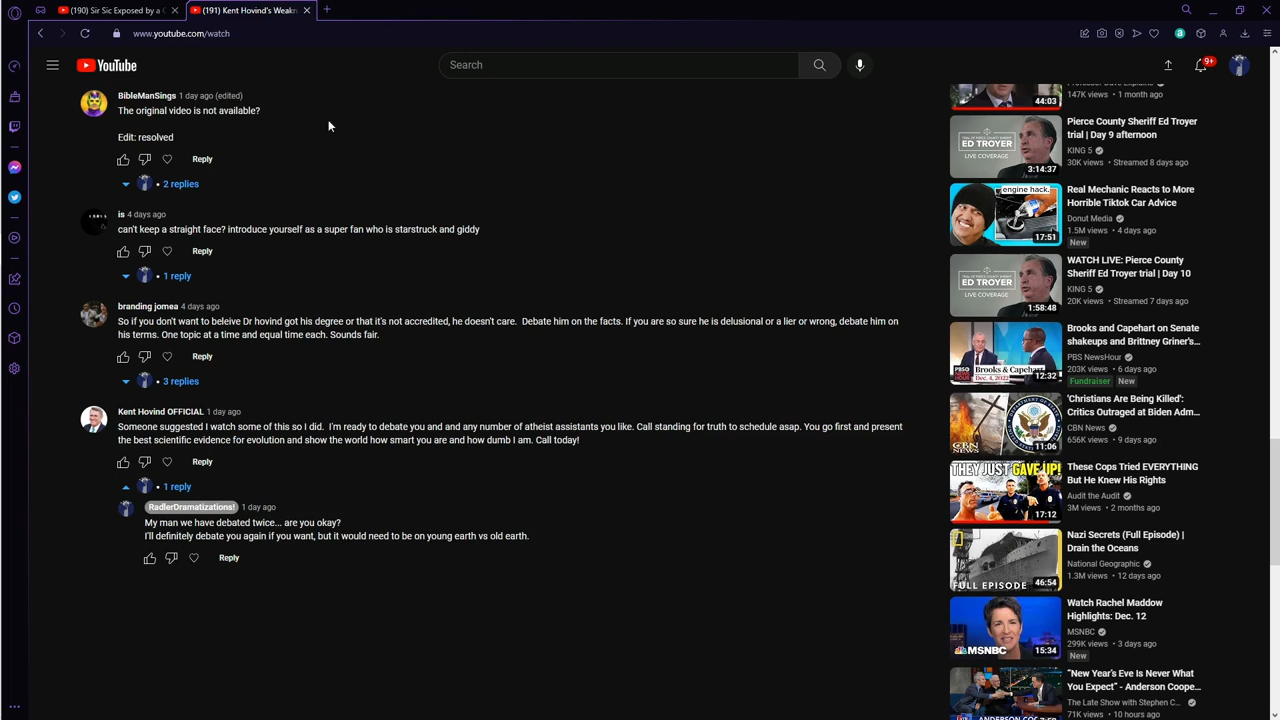 (190) Sir Sic Exposed by a C
(191) Kent Hovind's Weakn
www.youtube.com/watch
YouTube
Search
9+
BibleManSings 1 day ago (edited)
The original video is not available?
Edit: resolved
Reply
• 2 replies
is 4 days ago
can't keep a straight face? introduce yourself as a super fan who is starstruck and giddy
Reply
• 1 reply
branding jomea 4 days ago
So if you don't want to beleive Dr hovind got his degree or that it's not accredited, he doesn't care. Debate him on the facts. If you are so sure he is delusional or a lier or wrong, debate him on
his terms. One topic at a time and equal time each. Sounds fair.
Reply
• 3 replies
Kent Hovind OFFICIAL 1 day ago
Someone suggested I watch some of this so I did. I'm ready to debate you and and any number of atheist assistants you like. Call standing for truth to schedule asap. You go first and present
the best scientific evidence for evolution and show the world how smart you are and how dumb I am. Call today!
Reply
• 1 reply
RadlerDramatizations! 1 day ago
My man we have debated twice... are you okay?
I'll definitely debate you again if you want, but it would need to be on young earth vs old earth.
Reply
44:03
147K views • 1 month ago
ED TROYER
LIVE COVERAGE
3:14:37
Pierce County Sheriff Ed Troyer
trial | Day 9 afternoon
KING 5
30K views • Streamed 8 days ago
engine hack.
17:51
Real Mechanic Reacts to More
Horrible Tiktok Car Advice
Donut Media
1.5M views • 4 days ago
New
ED TROYER
LIVE COVERAGE
1:58:48
WATCH LIVE: Pierce County
Sheriff Ed Troyer trial | Day 10
KING 5
20K views • Streamed 7 days ago
Brooks & Capehart
Dec. 4, 2022
12:32
Brooks and Capehart on Senate
shakeups and Brittney Griner's...
PBS NewsHour
203K views • 6 days ago
Fundraiser New
CBN NEWS
11:06
'Christians Are Being Killed':
Critics Outraged at Biden Adm...
CBN News
656K views • 9 days ago
THEY JUST GAVE UP!
17:12
These Cops Tried EVERYTHING
But He Knew His Rights
Audit the Audit
3M views • 2 months ago
FULL EPISODE
46:54
Nazi Secrets (Full Episode) |
Drain the Oceans
National Geographic
1.3M views • 12 days ago
MSNBC
15:34
Watch Rachel Maddow
Highlights: Dec. 12
MSNBC
299K views • 3 days ago
New
"New Year's Eve Is Never What
You Expect" - Anderson Coope...
The Late Show with Stephen C...
71K views • 10 hours ago